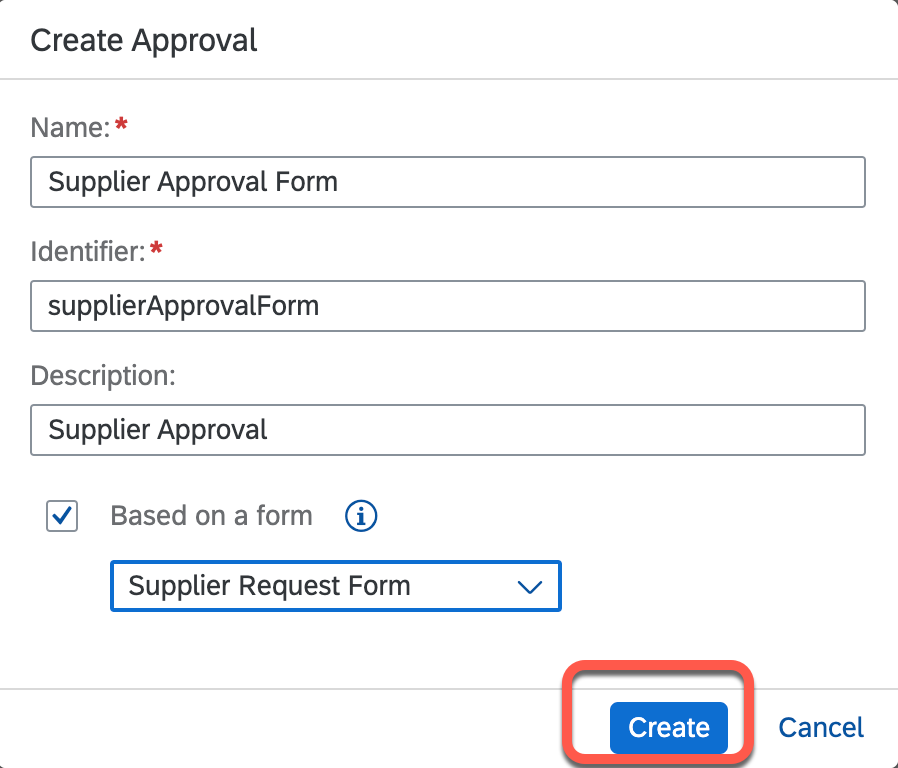 Create Approval
Name: *
Supplier Approval Form
Identifier: *
supplierApprovalForm
Description:
Supplier Approval
Based on a form
Supplier Request Form
Create Cancel